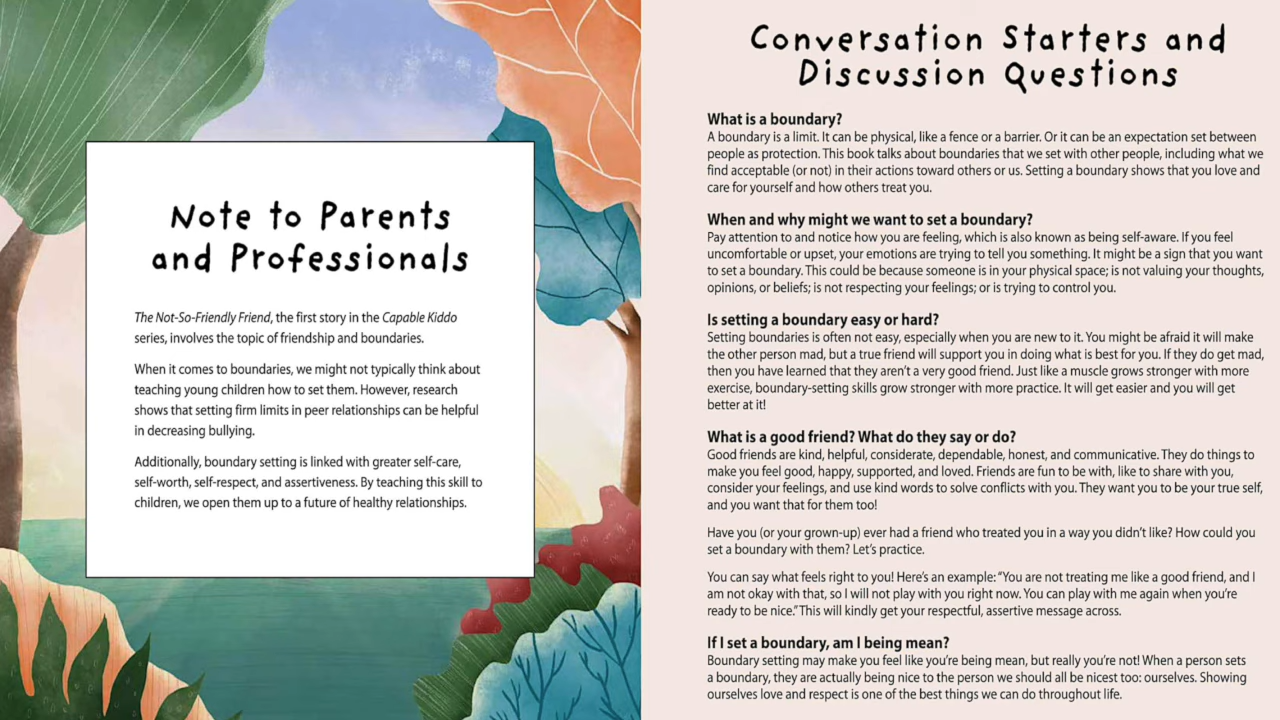 Note to Parents
and Professionals
The Not-So-Friendly Friend, the first story in the Capable Kiddo
series, involves the topic of friendship and boundaries.
When it comes to boundaries, we might not typically think about
teaching young children how to set them. However, research
shows that setting firm limits in peer relationships can be helpful
in decreasing bullying.
Additionally, boundary setting is linked with greater self-care,
self-worth, self-respect, and assertiveness. By teaching this skill to
children, we open them up to a future of healthy relationships.
Conversation Starters and
Discussion Questions
What is a boundary?
A boundary is a limit. It can be physical, like a fence or a barrier. Or it can be an expectation set between
people as protection. This book talks about boundaries that we set with other people, including what we
find acceptable (or not) in their actions toward others or us. Setting a boundary shows that you love and
care for yourself and how others treat you.
When and why might we want to set a boundary?
Pay attention to and notice how you are feeling, which is also known as being self-aware. If you feel
uncomfortable or upset, your emotions are trying to tell you something. It might be a sign that you want
to set a boundary. This could be because someone is in your physical space; is not valuing your thoughts,
opinions, or beliefs; is not respecting your feelings; or is trying to control you.
Is setting a boundary easy or hard?
Setting boundaries is often not easy, especially when you are new to it. You might be afraid it will make
the other person mad, but a true friend will support you in doing what is best for you. If they do get mad,
then you have learned that they aren't a very good friend. Just like a muscle grows stronger with more
exercise, boundary-setting skills grow stronger with more practice. It will get easier and you will get
better at it!
What is a good friend? What do they say or do?
Good friends are kind, helpful, considerate, dependable, honest, and communicative. They do things to
make you feel good, happy, supported, and loved. Friends are fun to be with, like to share with you,
consider your feelings, and use kind words to solve conflicts with you. They want you to be your true self,
and you want that for them too!
Have you (or your grown-up) ever had a friend who treated you in a way you didn't like? How could you
set a boundary with them? Let's practice.
You can say what feels right to you! Here's an example: "You are not treating me like a good friend, and I
am not okay with that, so I will not play with you right now. You can play with me again when you're
ready to be nice." This will kindly get your respectful, assertive message across.
If I set a boundary, am I being mean?
Boundary setting may make you feel like you're being mean, but really you're not! When a person sets
a boundary, they are actually being nice to the person we should all be nicest too: ourselves. Showing
ourselves love and respect is one of the best things we can do throughout life.